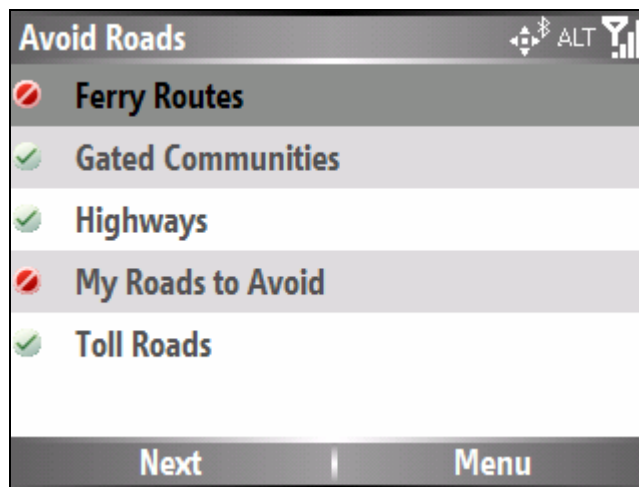 Avoid Roads ALT
Ferry Routes
Gated Communities
Highways
My Roads to Avoid
Toll Roads
Next Menu